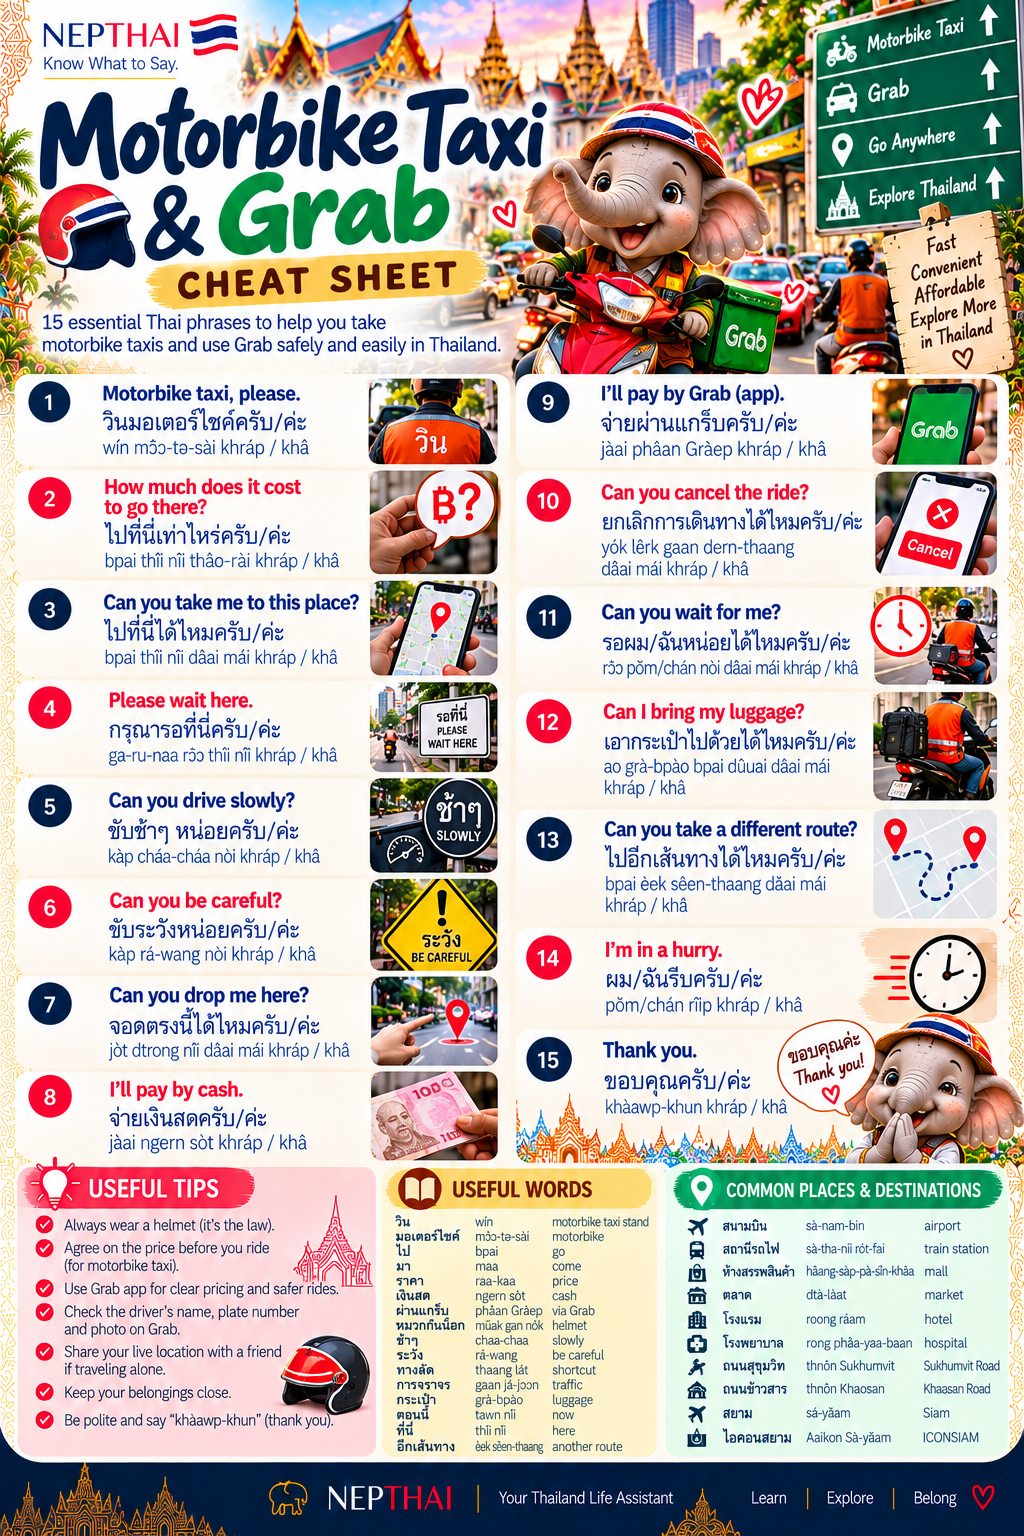 NEPTHAI
Know What to Say.
Motorbike Taxi
& Grab
CHEAT SHEET
15 essential Thai phrases to help you take
motorbike taxis and use Grab safely and easily in Thailand.
Motorbike Taxi
Grab
Go Anywhere
Explore Thailand
Fast
Convenient
Affordable
Explore More
in Thailand
Grab
1
Motorbike taxi, please.
วินมอเตอร์ไซค์ครับ/ค่ะ
wín mɔ̂ɔ-tə-sài khráp / khâ
วิน
2
How much does it cost
to go there?
ไปที่นี่เท่าไหร่ครับ/ค่ะ
bpai thîi nîi thâo-rài khráp / khâ
฿?
3
Can you take me to this place?
ไปที่นี่ได้ไหมครับ/ค่ะ
bpai thîi nîi dâai mái khráp / khâ
4
Please wait here.
กรุณารอที่นี่ครับ/ค่ะ
ga-ru-naa rɔ̂ɔ thîi nîi khráp / khâ
รอที่นี่
PLEASE
WAIT HERE
5
Can you drive slowly?
ขับช้าๆ หน่อยครับ/ค่ะ
kàp cháa-cháa nòi khráp / khâ
ช้าๆ
SLOWLY
6
Can you be careful?
ขับระวังหน่อยครับ/ค่ะ
kàp rá-wang nòi khráp / khâ
ระวัง
BE CAREFUL
7
Can you drop me here?
จอดตรงนี้ได้ไหมครับ/ค่ะ
jòt dtrong nîi dâai mái khráp / khâ
8
I'll pay by cash.
จ่ายเงินสดครับ/ค่ะ
jàai ngern sòt khráp / khâ
100
9
I'll pay by Grab (app).
จ่ายผ่านแกร็บครับ/ค่ะ
jàai phâan Gràep khráp / khâ
Grab
10
Can you cancel the ride?
ยกเลิกการเดินทางได้ไหมครับ/ค่ะ
yók lêrk gaan dern-thaang
dâai mái khráp / khâ
Cancel
11
Can you wait for me?
รอผม/ฉันหน่อยได้ไหมครับ/ค่ะ
rɔ̂ɔ pǒm/chán nòi dâai mái khráp / khâ
12
Can I bring my luggage?
เอากระเป๋าไปด้วยได้ไหมครับ/ค่ะ
ao grà-bpào bpai dûuai dâai mái
khráp / khâ
13
Can you take a different route?
ไปอีกเส้นทางได้ไหมครับ/ค่ะ
bpai èek sêen-thaang dǎai mái
khráp / khâ
14
I'm in a hurry.
ผม/ฉันรีบครับ/ค่ะ
pǒm/chán rîip khráp / khâ
15
Thank you.
ขอบคุณครับ/ค่ะ
khàawp-khun khráp / khâ
ขอบคุณค่ะ
Thank you!
USEFUL TIPS
Always wear a helmet (it's the law).
Agree on the price before you ride
(for motorbike taxi).
Use Grab app for clear pricing and safer rides.
Check the driver's name, plate number
and photo on Grab.
Share your live location with a friend
if traveling alone.
Keep your belongings close.
Be polite and say "khàawp-khun" (thank you).
USEFUL WORDS
วิน wín motorbike taxi stand
มอเตอร์ไซค์ mɔ̂ɔ-tə-sài motorbike
ไป bpai go
มา maa come
ราคา raa-kaa price
เงินสด ngern sòt cash
ผ่านแกร็บ phâan Gràep via Grab
หมวกกันน็อก mùak gan nók helmet
ช้าๆ chaa-chaa slowly
ระวัง rá-wang be careful
ทางลัด thaang lát shortcut
การจราจร gaan já-jɔɔn traffic
กระเป๋า grà-bpào luggage
ตอนนี้ tawn nîi now
ที่นี่ thîi nîi here
อีกเส้นทาง èek sêen-thaang another route
COMMON PLACES & DESTINATIONS
สนามบิน sà-nam-bin airport
สถานีรถไฟ sà-tha-nii rót-fai train station
ห้างสรรพสินค้า hâang-sàp-pà-sǐn-kháa mall
ตลาด dtà-làat market
โรงแรม roong ráam hotel
โรงพยาบาล rong phâ-yaa-baan hospital
ถนนสุขุมวิท thnǒn Sukhumvit Sukhumvit Road
ถนนข้าวสาร thnǒn Khaosan Khaasan Road
สยาม sá-yǎam Siam
ไอคอนสยาม Aaikon Sà-yǎam ICONSIAM
NEPTHAI
Your Thailand Life Assistant
Learn
Explore
Belong